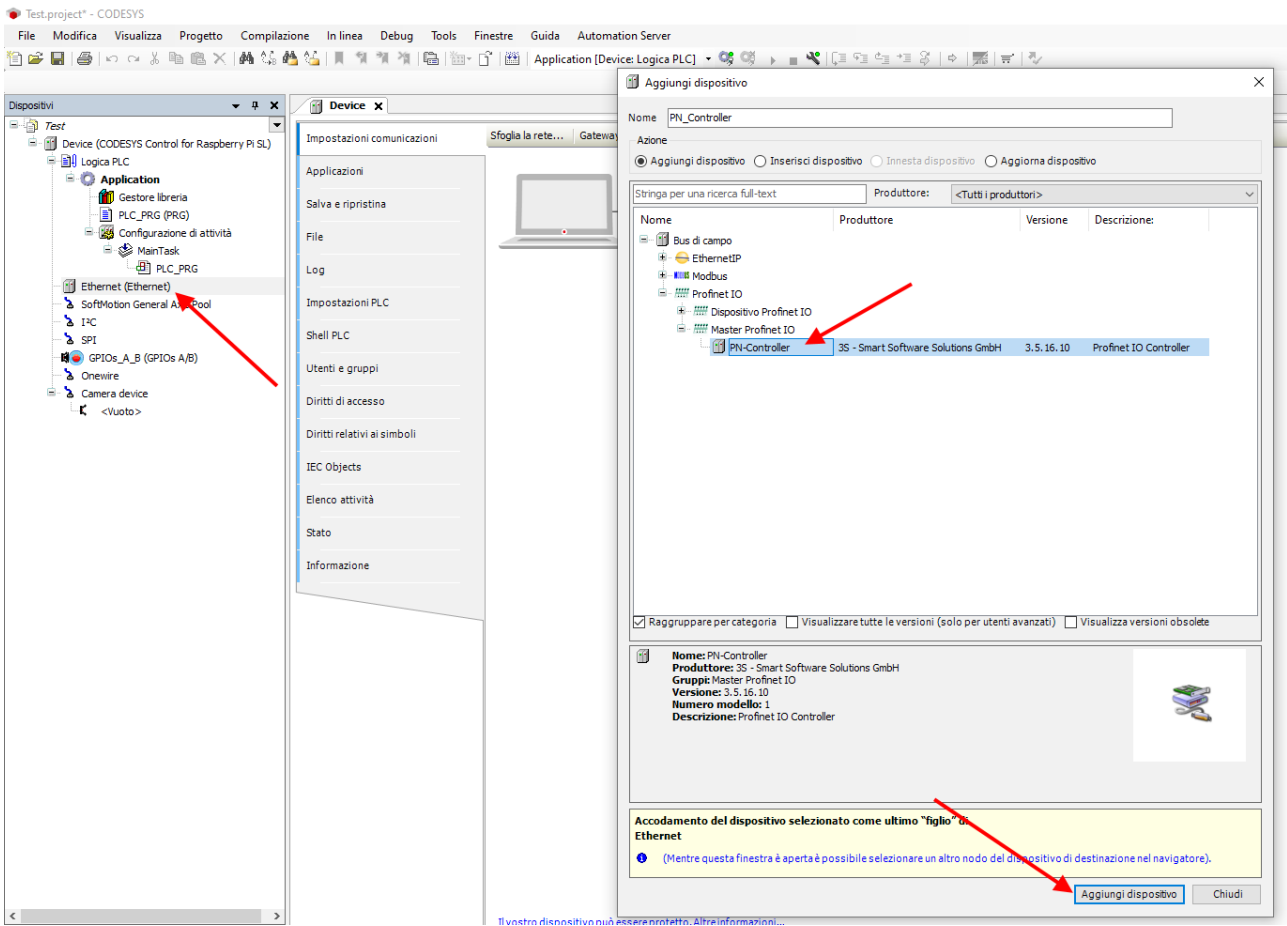 Test.project* - CODESYS
File Modifica Visualizza Progetto Compilazione In linea Debug Tools Finestre Guida Automation Server
Application [Device: Logica PLC]
Dispositivi
Test
Device (CODESYS Control for Raspberry Pi SL)
Logica PLC
Application
Gestore libreria
PLC_PRG (PRG)
Configurazione di attività
MainTask
PLC_PRG
Ethernet (Ethernet)
SoftMotion General Axis Pool
I²C
SPI
GPIOs_A_B (GPIOs A/B)
Onewire
Camera device
<Vuoto>
Device
Impostazioni comunicazioni
Applicazioni
Salva e ripristina
File
Log
Impostazioni PLC
Shell PLC
Utenti e gruppi
Diritti di accesso
Diritti relativi ai simboli
IEC Objects
Elenco attività
Stato
Informazione
Sfoglia la rete... Gateway
Il vostro dispositivo può essere protetto. Altre informazioni...
Aggiungi dispositivo
Nome PN_Controller
Azione
Aggiungi dispositivo Inserisci dispositivo Innesta dispositivo Aggiorna dispositivo
Stringa per una ricerca full-text Produttore: <Tutti i produttori>
Nome Produttore Versione Descrizione:
Bus di campo
EthernetIP
Modbus
Profinet IO
Dispositivo Profinet IO
Master Profinet IO
PN-Controller 3S - Smart Software Solutions GmbH 3.5.16.10 Profinet IO Controller
Raggruppare per categoria Visualizzare tutte le versioni (solo per utenti avanzati) Visualizza versioni obsolete
Nome: PN-Controller
Produttore: 3S - Smart Software Solutions GmbH
Gruppi: Master Profinet IO
Versione: 3.5.16.10
Numero modello: 1
Descrizione: Profinet IO Controller
Accodamento del dispositivo selezionato come ultimo "figlio" di
Ethernet
(Mentre questa finestra è aperta è possibile selezionare un altro nodo del dispositivo di destinazione nel navigatore).
Aggiungi dispositivo Chiudi